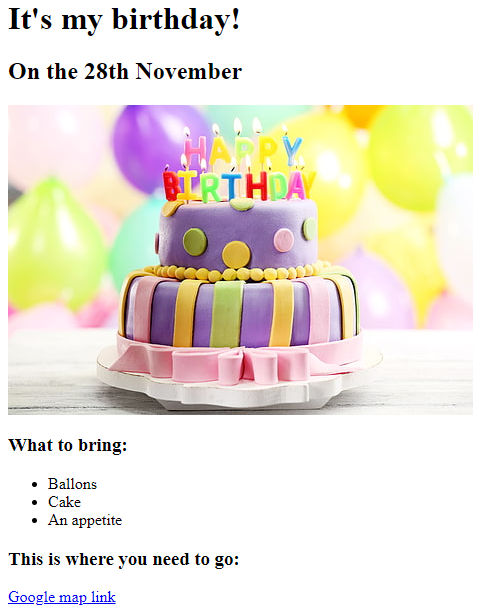 It's my birthday!
On the 28th November
HAPPY
BIRTHDAY
What to bring:
Ballons
Cake
An appetite
This is where you need to go:
Google map link